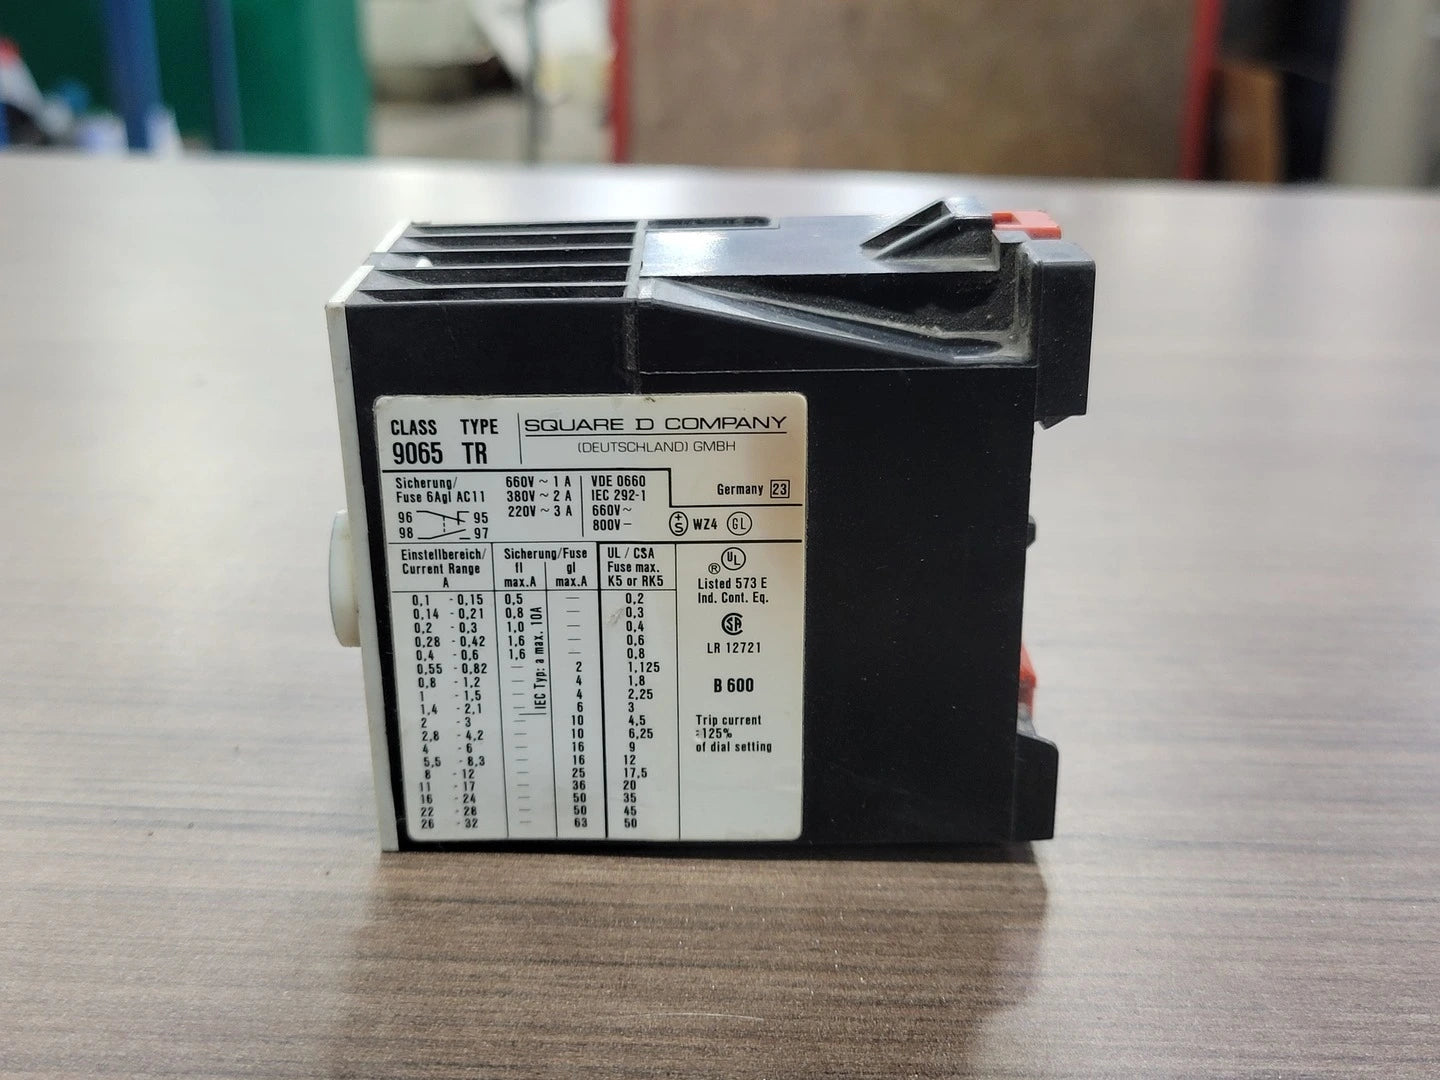 CLASS TYPE SQUARE D COMPANY
9065 TR (DEUTSCHLAND) GMBH
Sicherung/ 660V ~ 1 A VDE 0660
Fuse 6Agl AC11 380V ~ 2 A IEC 292-1 Germany 23
220V ~ 3 A 660V~
96 95 800V– +S WZ4 GL
98 97
Einstellbereich/ Sicherung/Fuse UL / CSA UL
Current Range fl gl Fuse max. ®
A max.A max.A K5 or RK5 Listed 573 E
Ind. Cont. Eq.
0,1 - 0,15 0,5 — 0,2
0,14 - 0,21 0,8 — 0,3
0,2 - 0,3 1,0 — 0,4 SA
0,28 - 0,42 1,6 — 0,6
0,4 - 0,6 1,6 — 0,8 LR 12721
0,55 - 0,82 — 2 1,125
0,8 - 1,2 — 4 1,8
1 - 1,5 — 4 2,25 B 600
1,4 - 2,1 — 6 3
2 - 3 — 10 4,5 Trip current
2,8 - 4,2 — 10 6,25 =125%
4 - 6 — 16 9 of dial setting
5,5 - 8,3 — 16 12
8 - 12 — 25 17,5
11 - 17 — 36 20
16 - 24 — 50 35
22 - 28 — 50 45
26 - 32 — 63 50
IEC Typ: a max. 10A